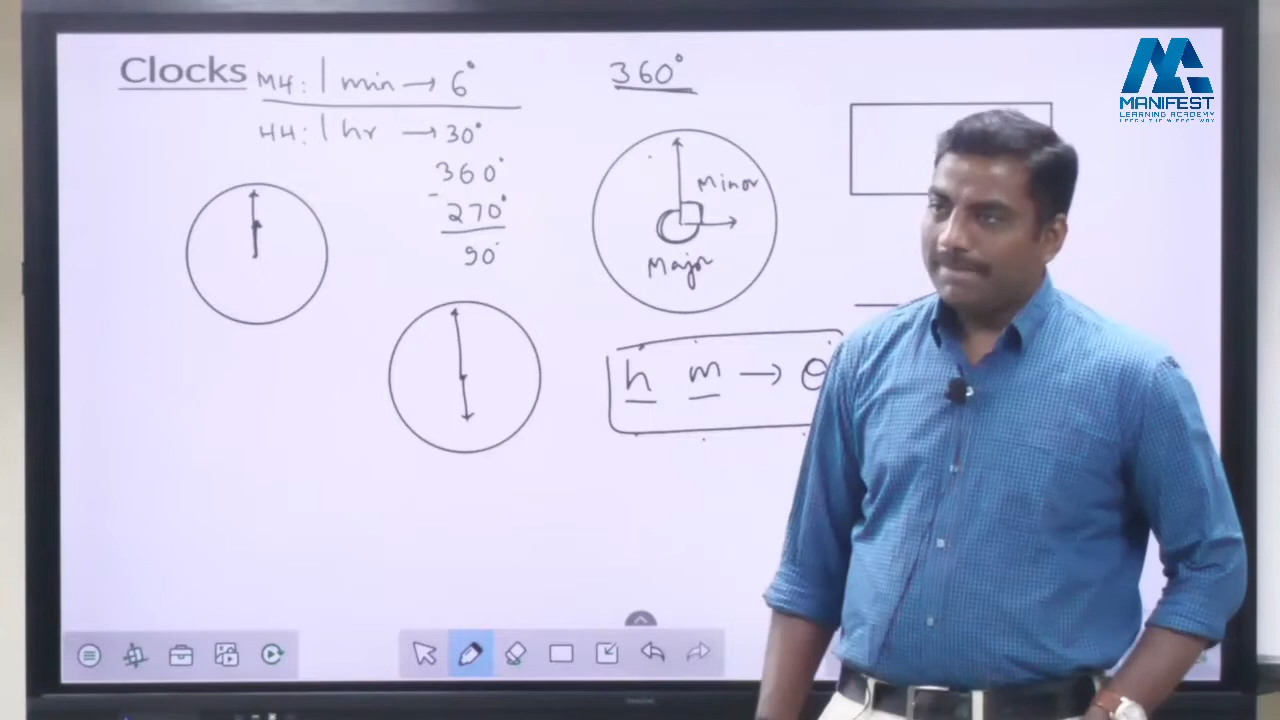 Clocks
MH: 1 min → 6°
HH: 1 hr → 30°
360°
- 270°
90°
360°
Minor
Major
h m → θ
MANIFEST
LEARNING ACADEMY